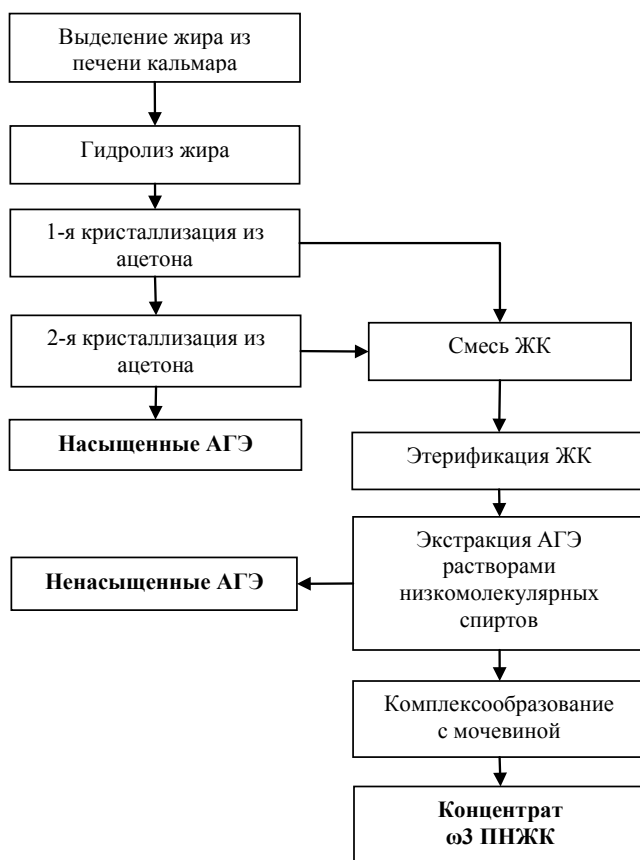 Выделение жира из
печени кальмара
Гидролиз жира
1-я кристаллизация из
ацетона
2-я кристаллизация из
ацетона
Смесь ЖК
Насыщенные АГЭ
Этерификация ЖК
Экстракция АГЭ
растворами
низкомолекулярных
спиртов
Ненасыщенные АГЭ
Комплексообразование
с мочевиной
Концентрат
ω3 ПНЖК